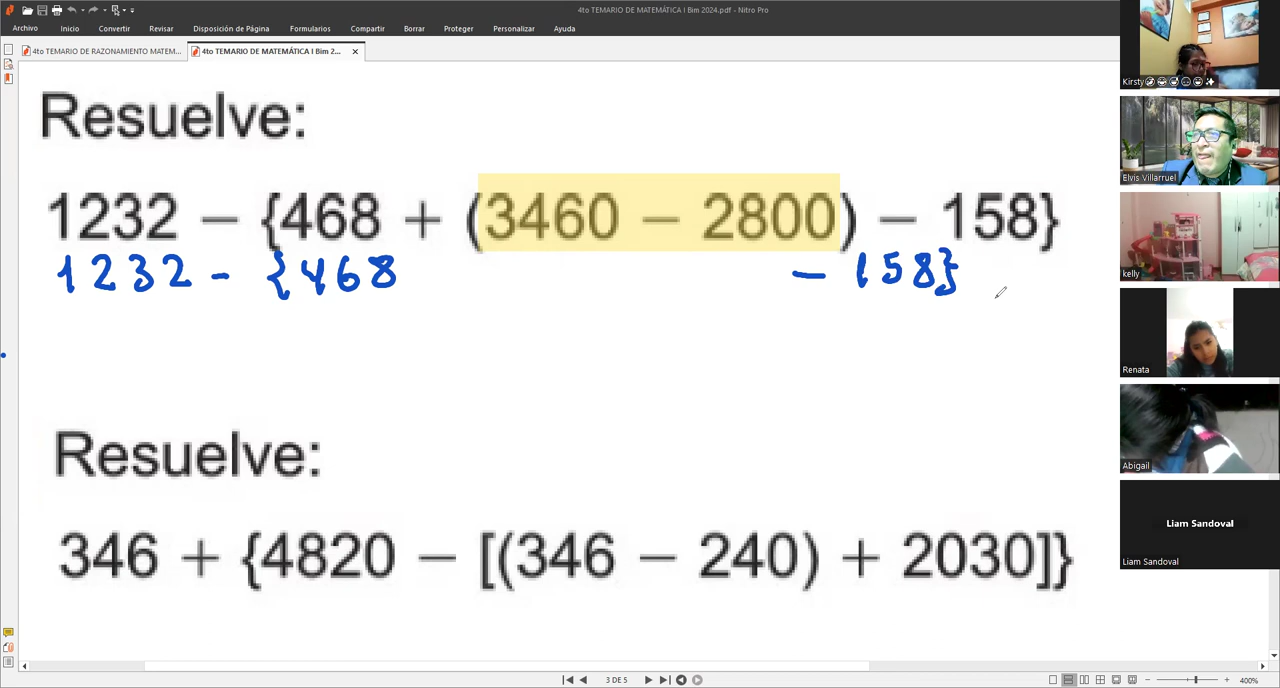 4to TEMARIO DE MATEMÁTICA I Bim 2024.pdf - Nitro Pro
Archivo Inicio Convertir Revisar Disposición de Página Formularios Compartir Borrar Proteger Personalizar Ayuda
4to TEMARIO DE RAZONAMIENTO MATEM... 4to TEMARIO DE MATEMÁTICA I Bim 2...
Resuelve:
1232 − {468 + (3460 − 2800) − 158}
1232 - {468 - 158}
Resuelve:
346 + {4820 − [(346 − 240) + 2030]}
3 DE 5
400%
Kirsty
Elvis Villarruel
kelly
Renata
Abigail
Liam Sandoval
Liam Sandoval